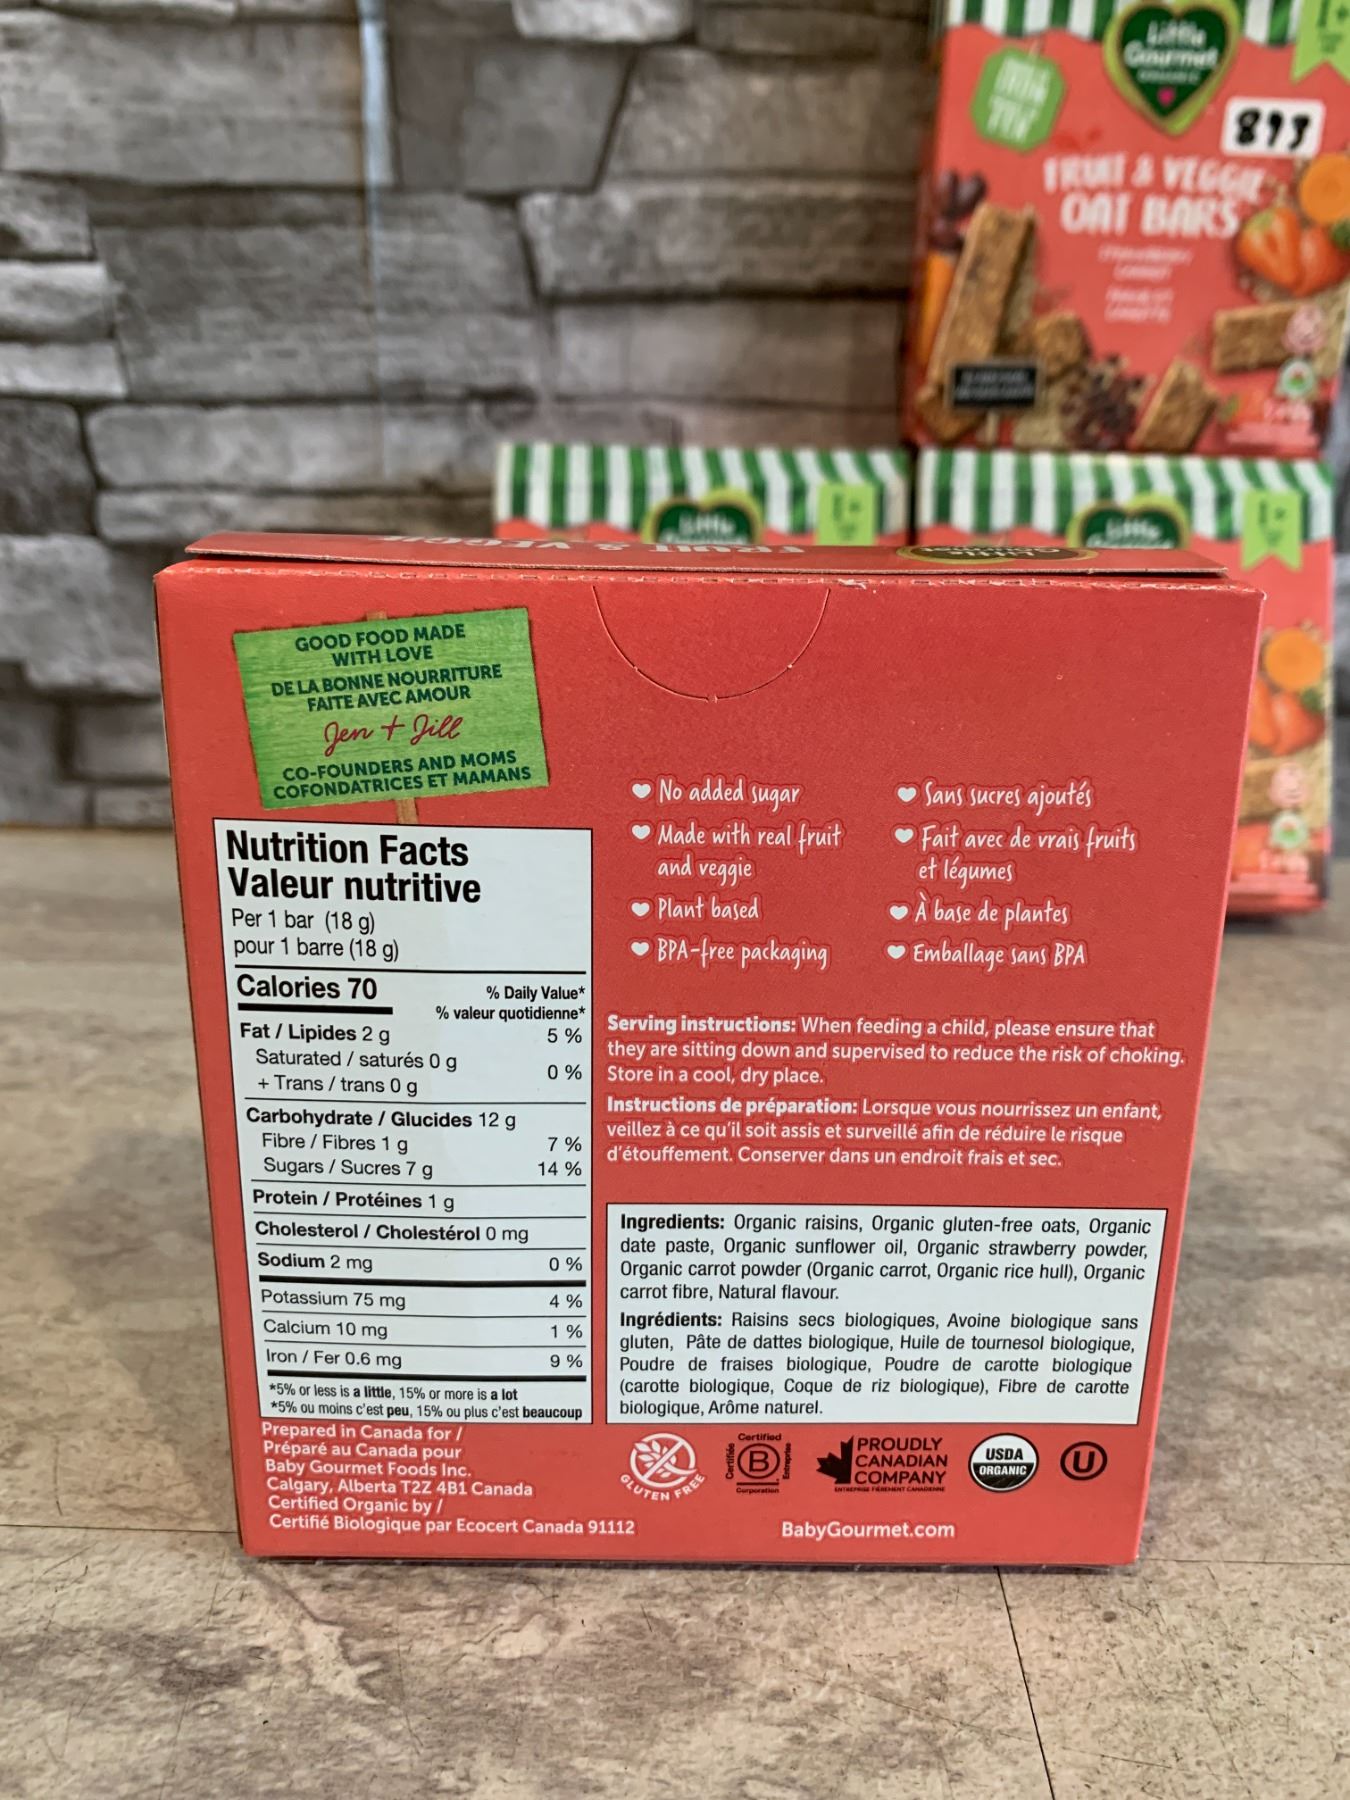 Little
Gourmet
893
FRUIT & VEGGIE
OAT BARS
Little
Little
FRUIT & VEGGIE
GOOD FOOD MADE
WITH LOVE
DE LA BONNE NOURRITURE
FAITE AVEC AMOUR
Jen + Jill
CO-FOUNDERS AND MOMS
COFONDATRICES ET MAMANS
Nutrition Facts
Valeur nutritive
Per 1 bar (18 g)
pour 1 barre (18 g)
Calories 70
% Daily Value*
% valeur quotidienne*
Fat / Lipides 2 g 5 %
Saturated / saturés 0 g
+ Trans / trans 0 g 0 %
Carbohydrate / Glucides 12 g
Fibre / Fibres 1 g 7 %
Sugars / Sucres 7 g 14 %
Protein / Protéines 1 g
Cholesterol / Cholestérol 0 mg
Sodium 2 mg 0 %
Potassium 75 mg 4 %
Calcium 10 mg 1 %
Iron / Fer 0.6 mg 9 %
*5% or less is a little, 15% or more is a lot
*5% ou moins c'est peu, 15% ou plus c'est beaucoup
Prepared in Canada for /
Préparé au Canada pour
Baby Gourmet Foods Inc.
Calgary, Alberta T2Z 4B1 Canada
Certified Organic by /
Certifié Biologique par Ecocert Canada 91112
No added sugar
Made with real fruit
and veggie
Plant based
BPA-free packaging
Sans sucres ajoutés
Fait avec de vrais fruits
et légumes
À base de plantes
Emballage sans BPA
Serving instructions: When feeding a child, please ensure that
they are sitting down and supervised to reduce the risk of choking.
Store in a cool, dry place.
Instructions de préparation: Lorsque vous nourrissez un enfant,
veillez à ce qu'il soit assis et surveillé afin de réduire le risque
d'étouffement. Conserver dans un endroit frais et sec.
Ingredients: Organic raisins, Organic gluten-free oats, Organic
date paste, Organic sunflower oil, Organic strawberry powder,
Organic carrot powder (Organic carrot, Organic rice hull), Organic
carrot fibre, Natural flavour.
Ingrédients: Raisins secs biologiques, Avoine biologique sans
gluten, Pâte de dattes biologique, Huile de tournesol biologique,
Poudre de fraises biologique, Poudre de carotte biologique
(carotte biologique, Coque de riz biologique), Fibre de carotte
biologique, Arôme naturel.
GLUTEN FREE
Certified
Certifiée
B
Entreprise
Corporation
PROUDLY
CANADIAN
COMPANY
ENTREPRISE FIÈREMENT CANADIENNE
USDA
ORGANIC
U
BabyGourmet.com